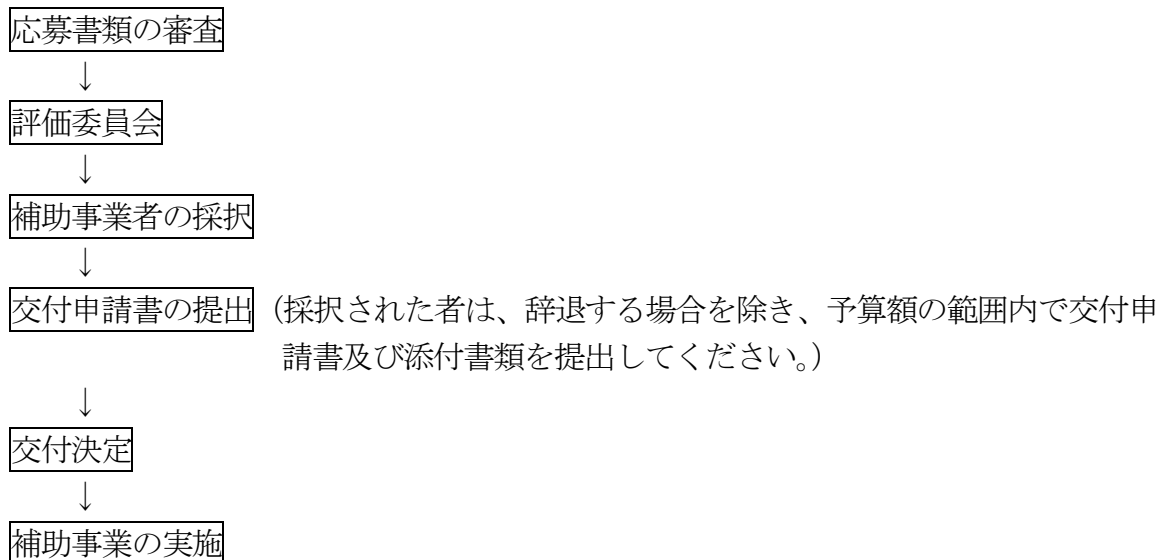 応募書類の審査
↓
評価委員会
↓
補助事業者の採択
↓
交付申請書の提出（採択された者は、辞退する場合を除き、予算額の範囲内で交付申
請書及び添付書類を提出してください。）
↓
交付決定
↓
補助事業の実施